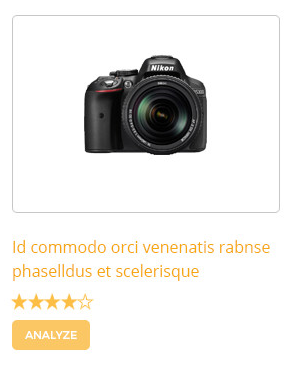 Nikon
Id commodo orci venenatis rabnse
phaselldus et scelerisque
ANALYZE